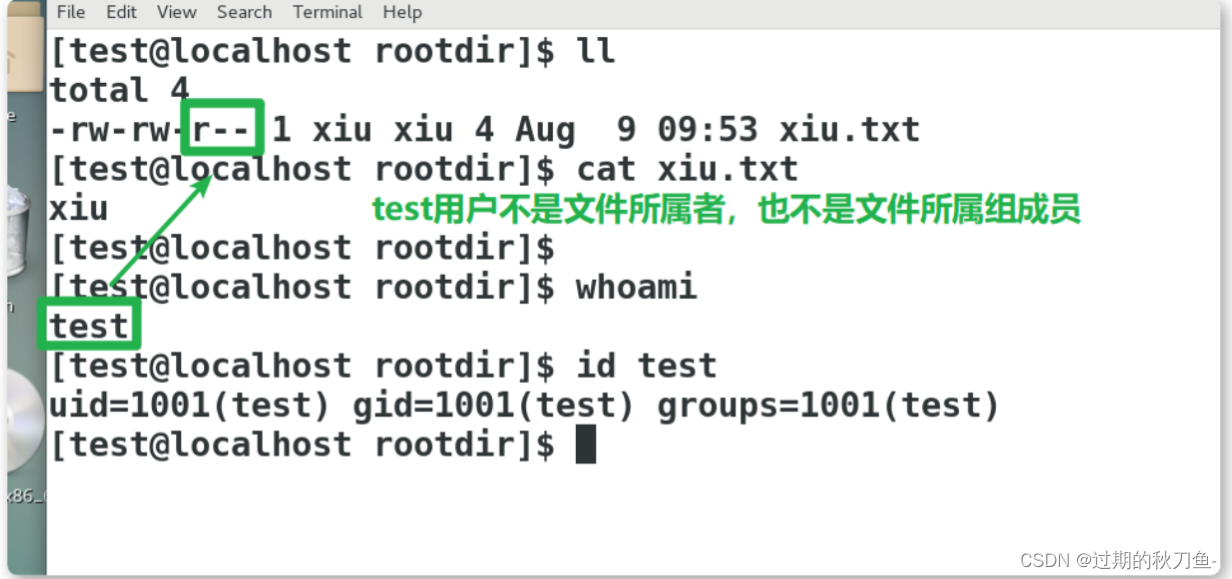 File Edit View Search Terminal Help
[test@localhost rootdir]$ ll
total 4
-rw-rw-r-- 1 xiu xiu 4 Aug  9 09:53 xiu.txt
[test@localhost rootdir]$ cat xiu.txt
xiu
test用户不是文件所属者，也不是文件所属组成员
[test@localhost rootdir]$
[test@localhost rootdir]$ whoami
test
[test@localhost rootdir]$ id test
uid=1001(test) gid=1001(test) groups=1001(test)
[test@localhost rootdir]$
CSDN @过期的秋刀鱼-